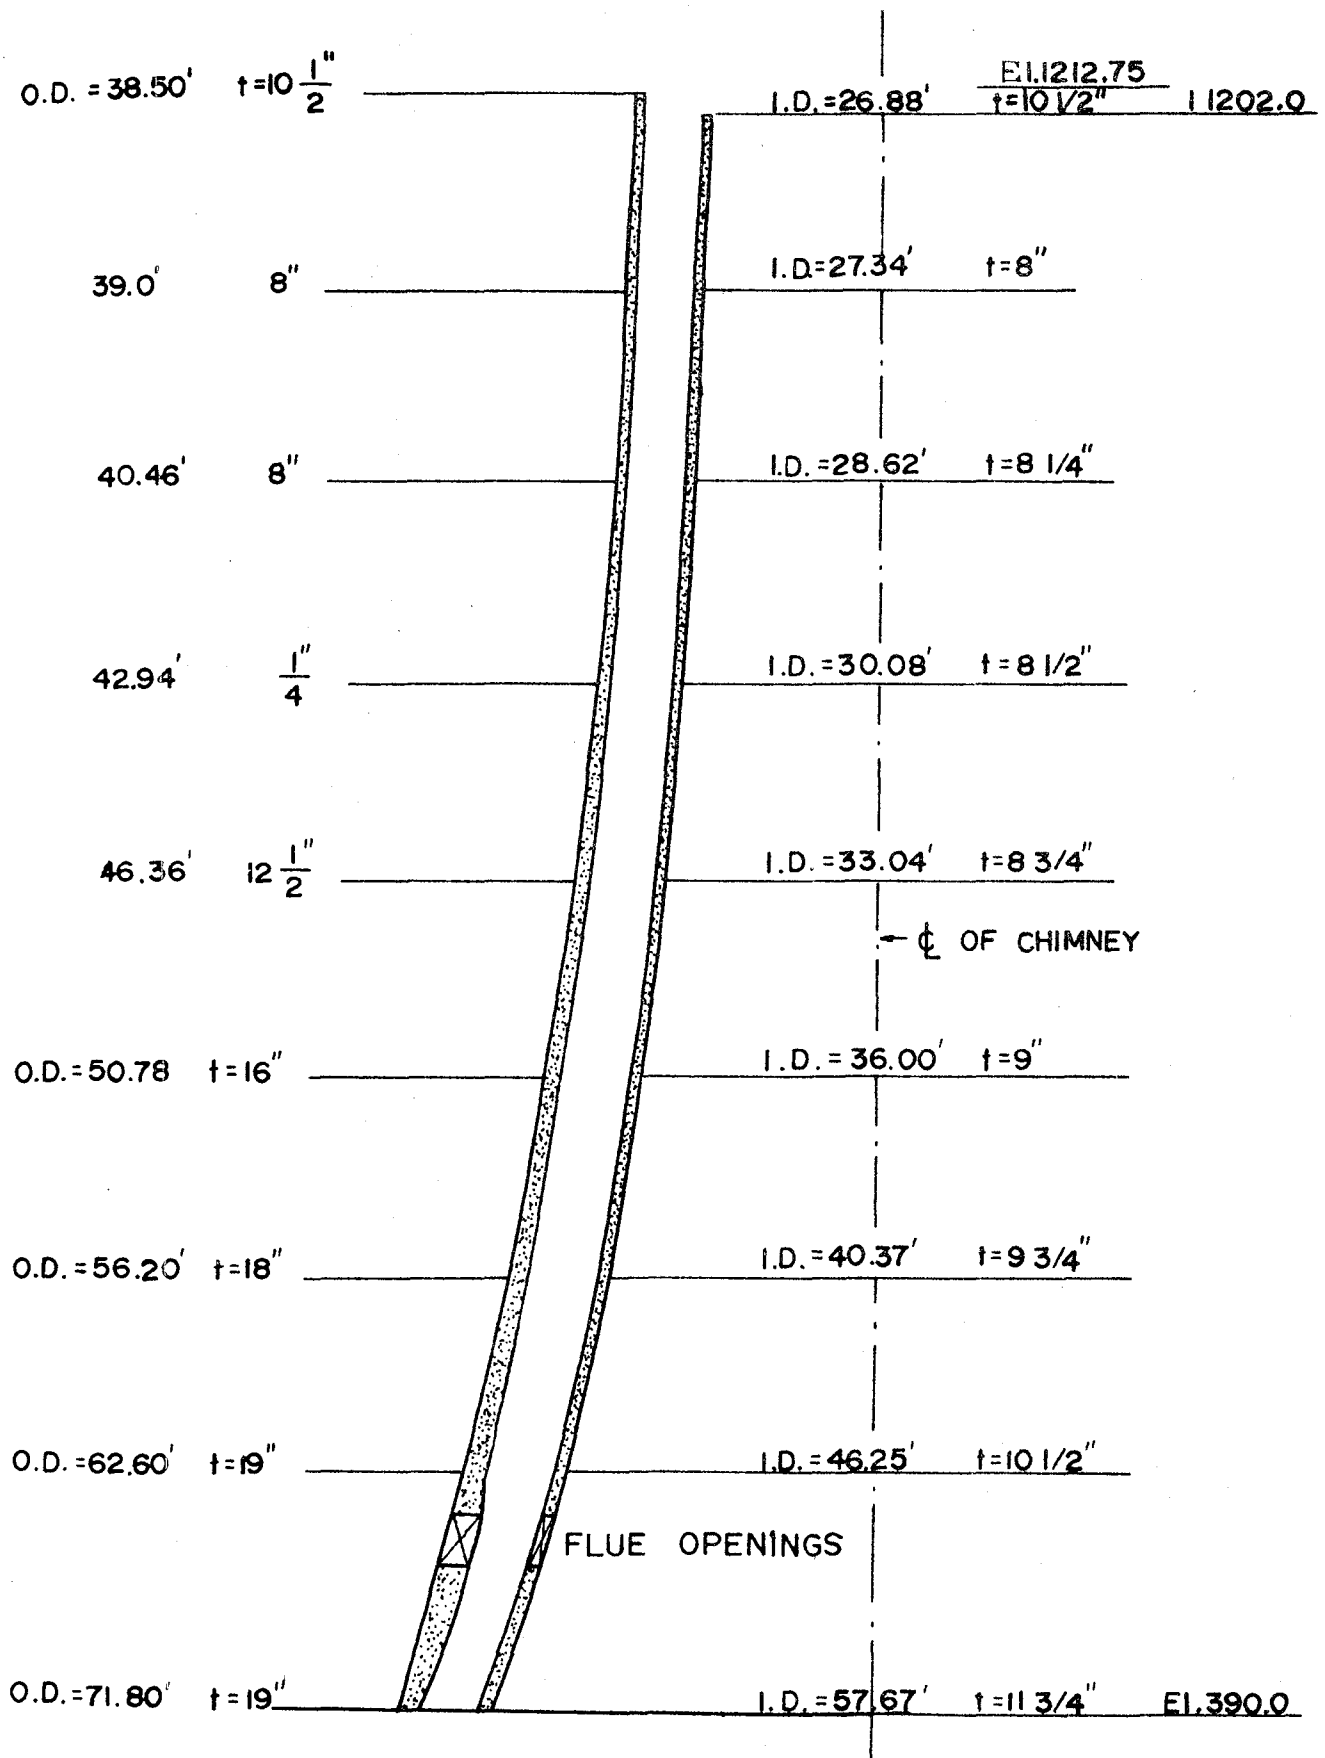 O.D. = 38.50' t=10 1/2" I.D.=26.88' El.1212.75
t=10 1/2" 11202.0
39.0' 8" I.D.=27.34' t=8"
40.46' 8" I.D.=28.62' t=8 1/4"
42.94' 1/4" I.D.=30.08' t=8 1/2"
46.36' 12 1/2" I.D.=33.04' t=8 3/4"
℄ OF CHIMNEY
O.D.=50.78 t=16" I.D.=36.00' t=9"
O.D.=56.20' t=18" I.D.=40.37' t=9 3/4"
O.D.=62.60' t=19" I.D.=46.25' t=10 1/2"
FLUE OPENINGS
O.D.=71.80' t=19" I.D.=57.67' t=11 3/4" El.390.0